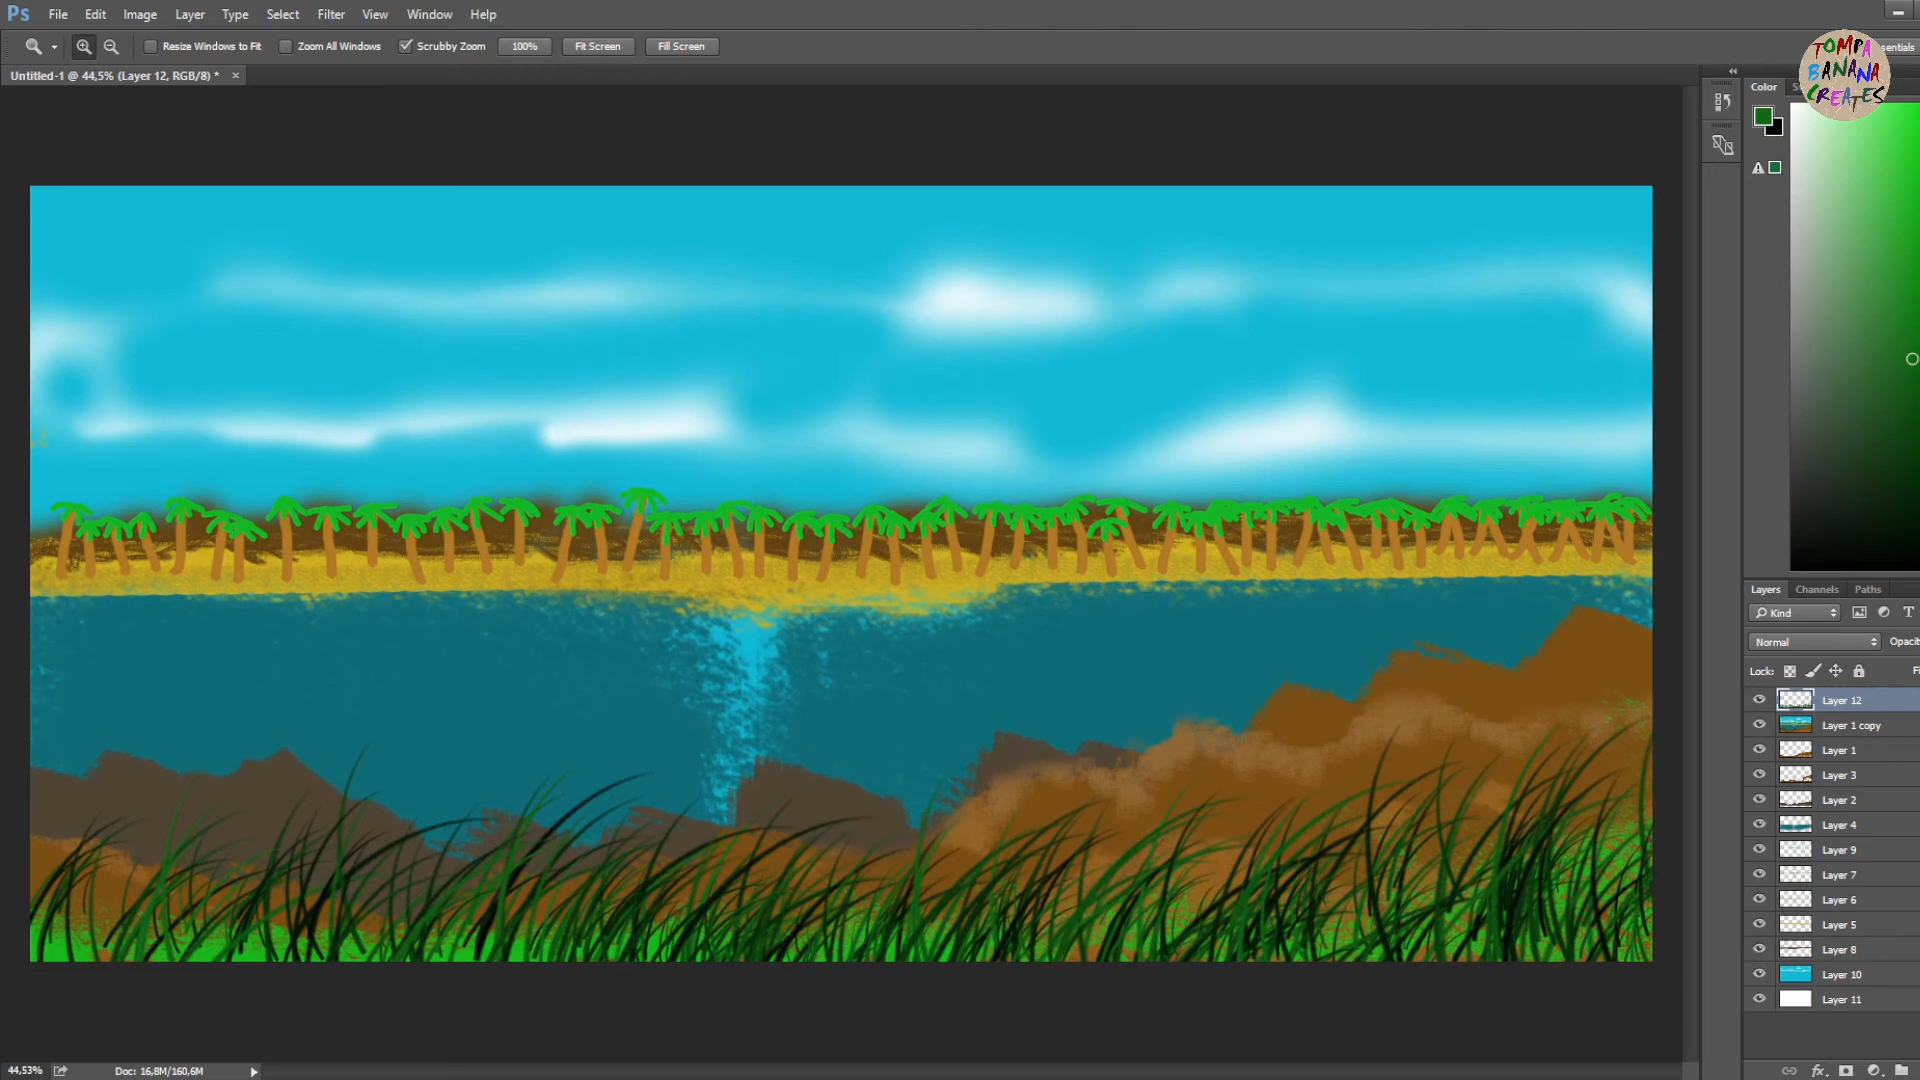 Ps File Edit Image Layer Type Select Filter View Window Help
Resize Windows to Fit Zoom All Windows Scrubby Zoom 100% Fit Screen Fill Screen
TOMPA
BANANA
CREATES
Untitled-1 @ 44,5% (Layer 12, RGB/8) * ×
Color
Layers Channels Paths
Kind
Normal
Lock:
Layer 12
Layer 1 copy
Layer 1
Layer 3
Layer 2
Layer 4
Layer 9
Layer 7
Layer 6
Layer 5
Layer 8
Layer 10
Layer 11
fx
44,53% Doc: 16,8M/160,6M